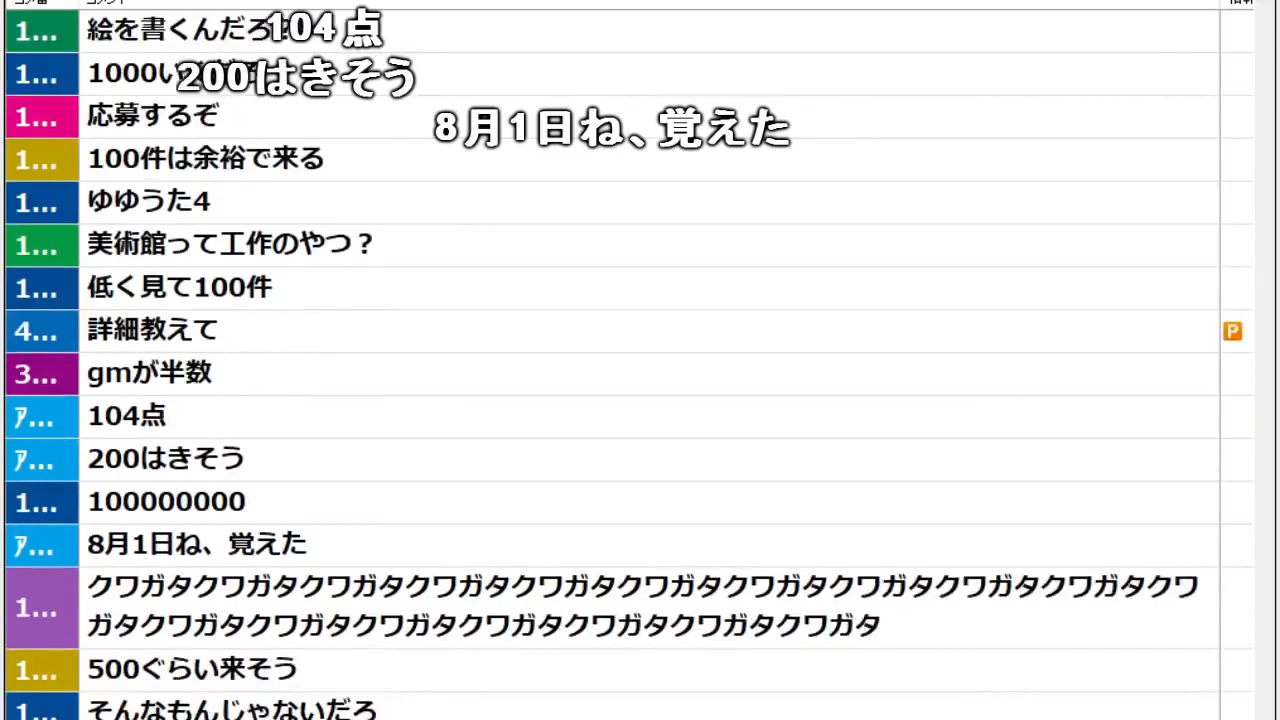 絵を書くんだろ
104点
1...
1000い
200はきそう
1...
応募するぞ
1...
8月1日ね、覚えた
100件は余裕で来る
1...
ゆゆうた4
1...
美術館って工作のやつ？
1...
低く見て100件
1...
詳細教えて
4...
P
gmが半数
3...
104点
ｱ...
200はきそう
ｱ...
100000000
1...
8月1日ね、覚えた
ｱ...
クワガタクワガタクワガタクワガタクワガタクワガタクワガタクワガタクワガタクワガタクワ
ガタクワガタクワガタクワガタクワガタクワガタクワガタクワガタ
1...
500ぐらい来そう
1...
そんなもんじゃないだろ
1...